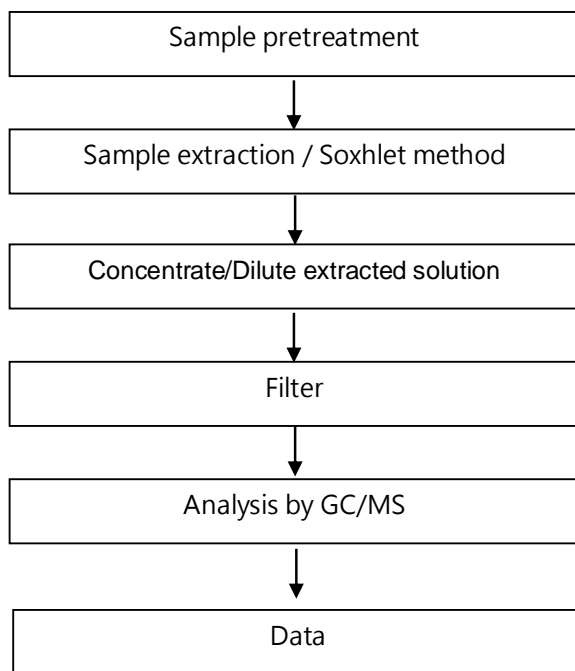 Sample pretreatment
Sample extraction / Soxhlet method
Concentrate/Dilute extracted solution
Filter
Analysis by GC/MS
Data